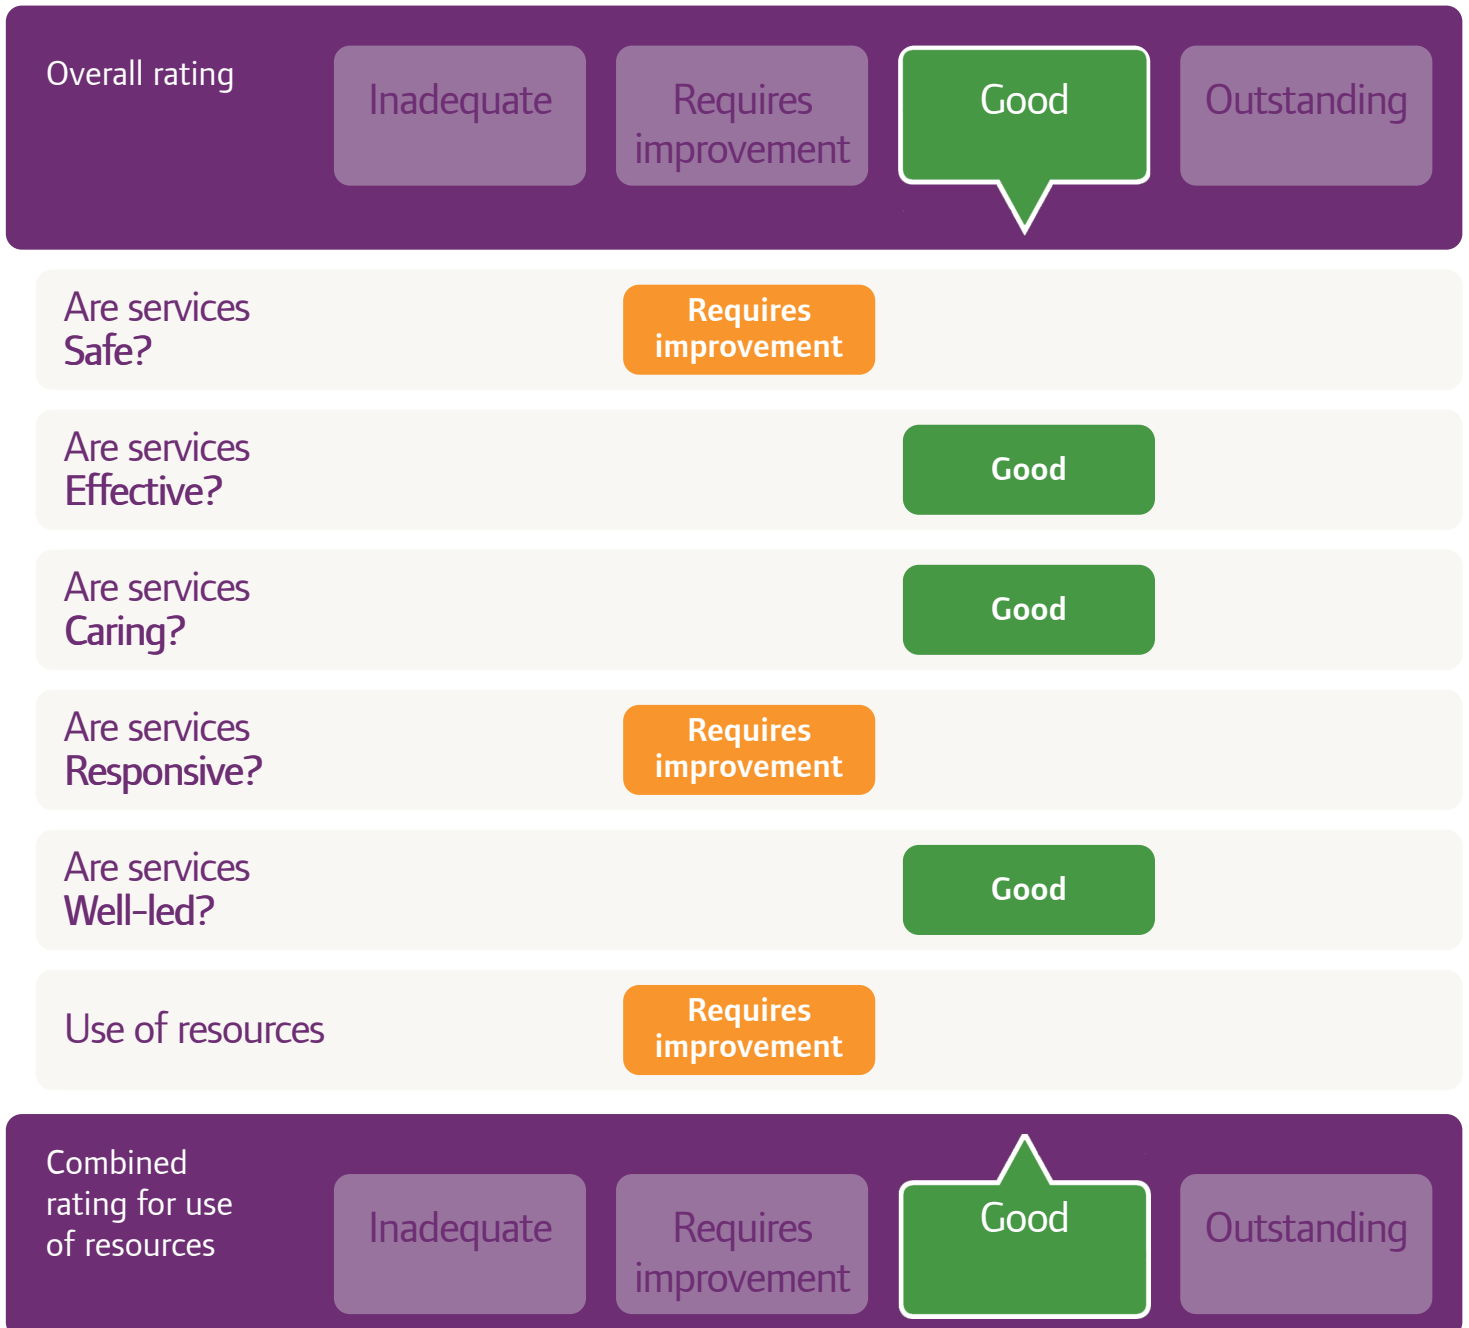 Overall rating
Inadequate
Requires
improvement
Good
Outstanding
Are services
Safe?
Requires
improvement
Are services
Effective?
Good
Are services
Caring?
Good
Are services
Responsive?
Requires
improvement
Are services
Well-led?
Good
Use of resources
Requires
improvement
Combined
rating for use
of resources
Inadequate
Requires
improvement
Good
Outstanding